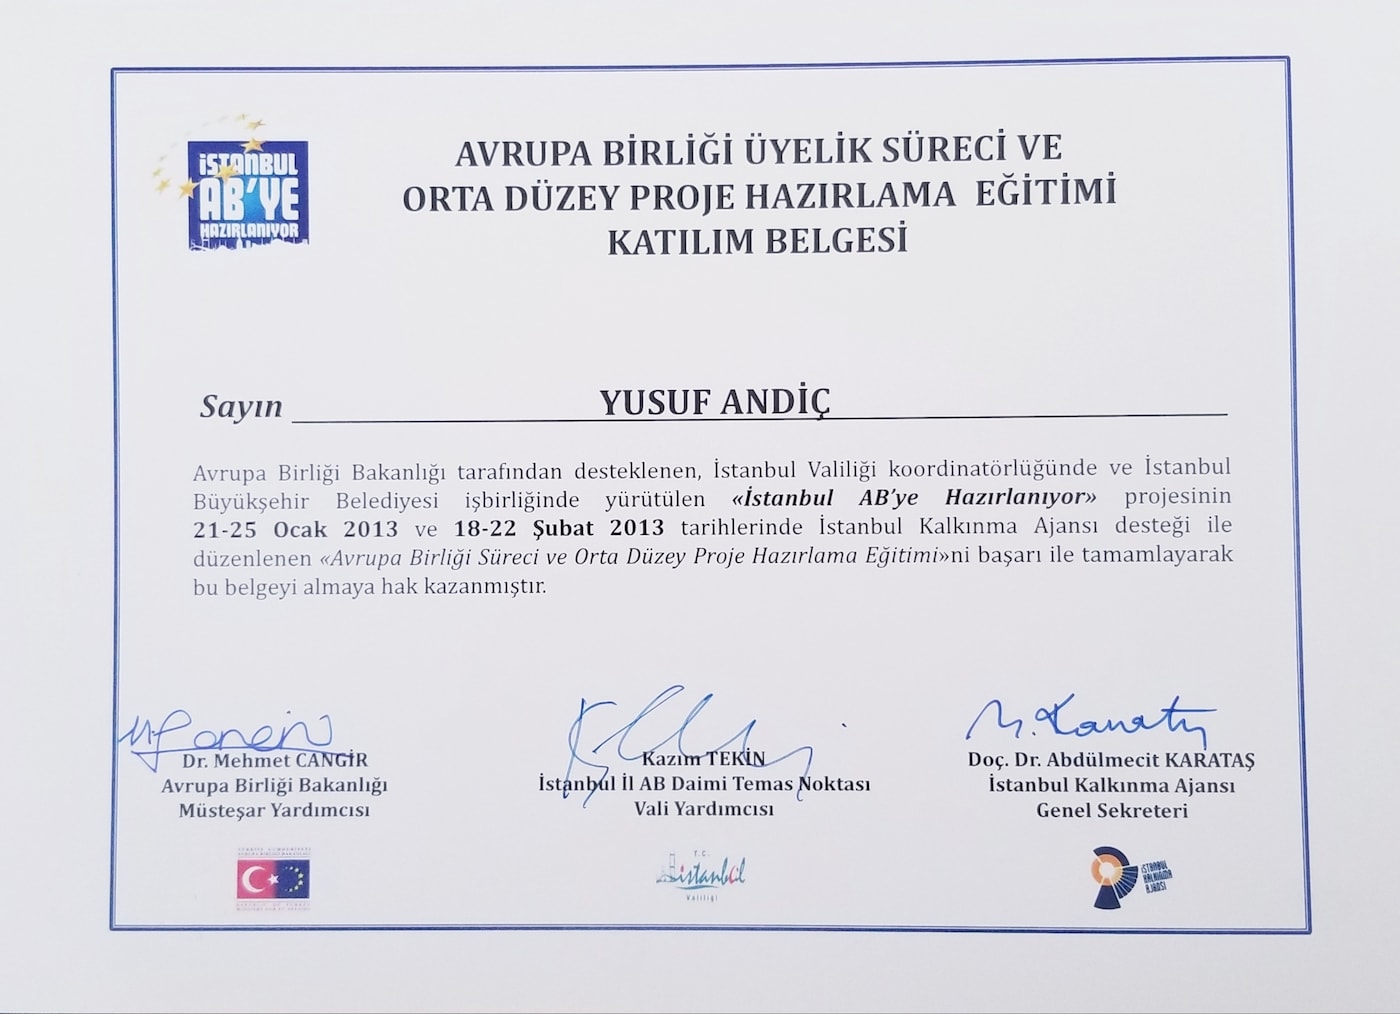 İSTANBUL
AB'YE
HAZIRLANIYOR
AVRUPA BİRLİĞİ ÜYELİK SÜRECİ VE
ORTA DÜZEY PROJE HAZIRLAMA EĞİTİMİ
KATILIM BELGESİ
Sayın YUSUF ANDİÇ
Avrupa Birliği Bakanlığı tarafından desteklenen, İstanbul Valiliği koordinatörlüğünde ve İstanbul
Büyükşehir Belediyesi işbirliğinde yürütülen «İstanbul AB'ye Hazırlanıyor» projesinin
21-25 Ocak 2013 ve 18-22 Şubat 2013 tarihlerinde İstanbul Kalkınma Ajansı desteği ile
düzenlenen «Avrupa Birliği Süreci ve Orta Düzey Proje Hazırlama Eğitimi»ni başarı ile tamamlayarak
bu belgeyi almaya hak kazanmıştır.
Dr. Mehmet CANGİR
Avrupa Birliği Bakanlığı
Müsteşar Yardımcısı
Kazım TEKİN
İstanbul İl AB Daimi Temas Noktası
Vali Yardımcısı
Doç. Dr. Abdülmecit KARATAŞ
İstanbul Kalkınma Ajansı
Genel Sekreteri
T.C.
istanbul
Valiliği
İSTANBUL
KALKINMA
AJANSI